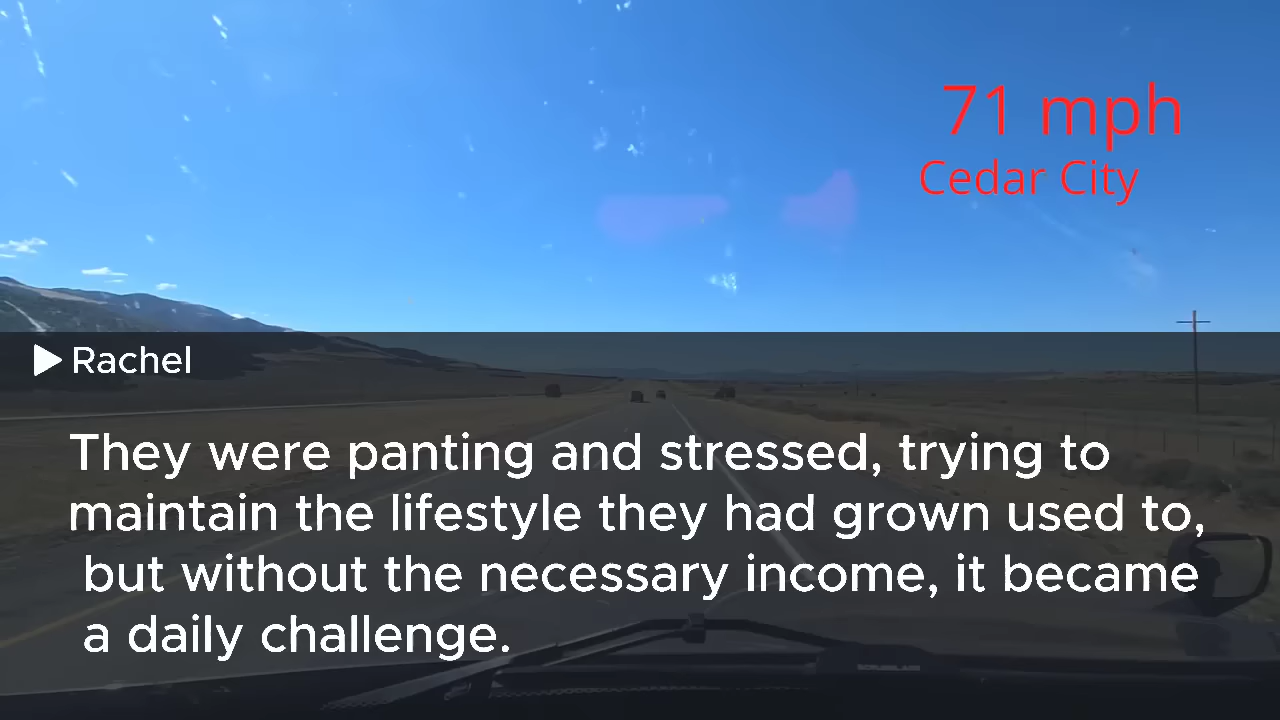 71 mph
Cedar City
Rachel
They were panting and stressed, trying to
maintain the lifestyle they had grown used to,
but without the necessary income, it became
a daily challenge.